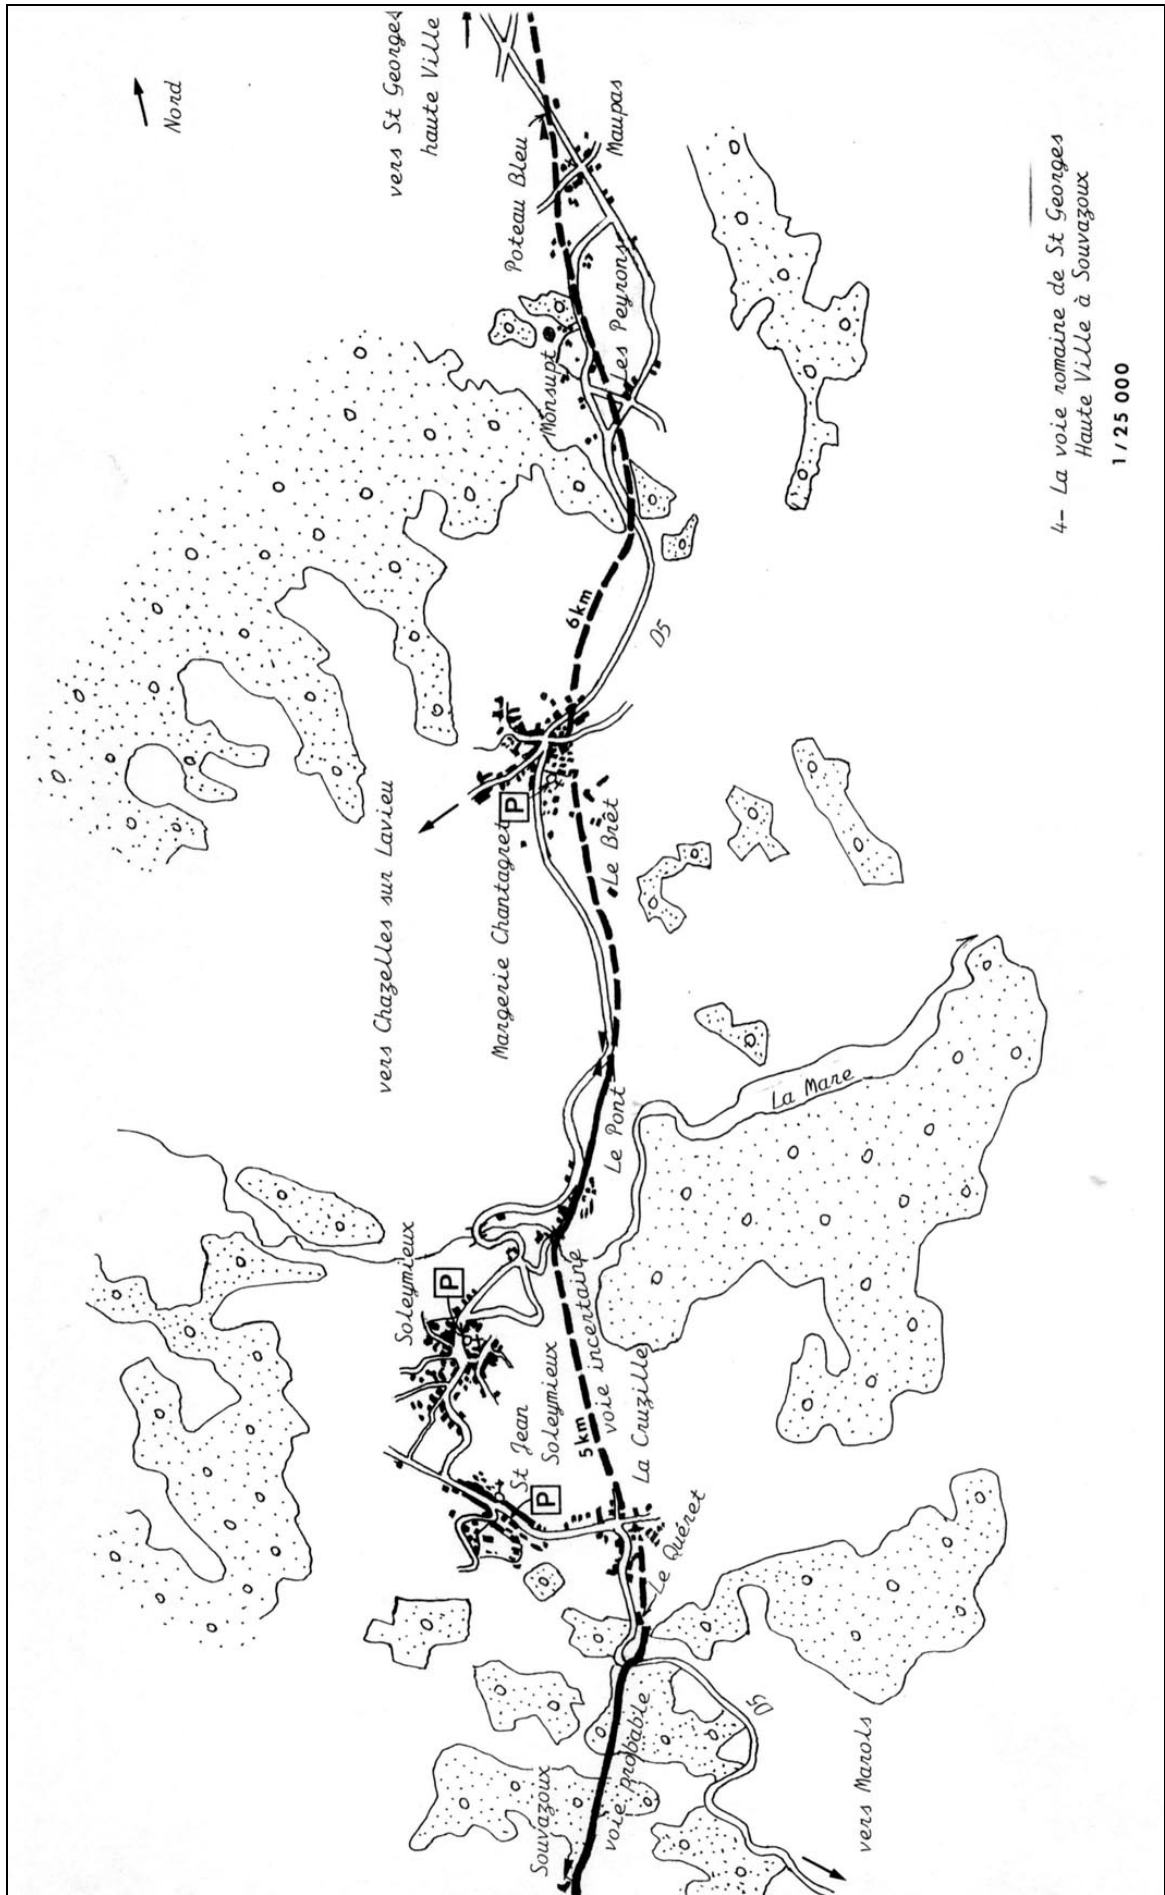 Nord
vers St Georges
haute Ville
Poteau Bleu
Maupas
Monsupt
Les Peyrons
6 km
D5
P
Margerie Chantagret
Le Brêt
vers Chazelles sur Lavieu
Le Pont
La Mare
Soleymieux
P
5 km
voie incertaine
St Jean
Soleymieux
P
La Cruzille
Le Quéret
D5
Souvazoux
voie probable
vers Marols
4- La voie romaine de St Georges
Haute Ville à Souvazoux
1/25 000